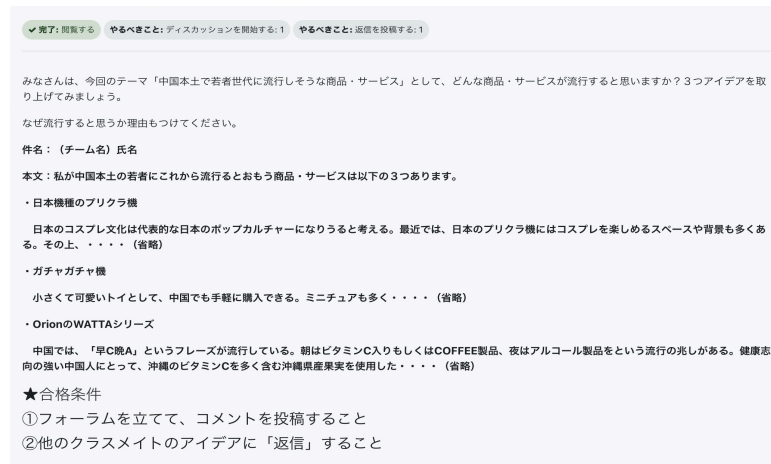 ✔ 完了: 閲覧する やるべきこと: ディスカッションを開始する: 1 やるべきこと: 返信を投稿する: 1
みなさんは、今回のテーマ「中国本土で若者世代に流行しそうな商品・サービス」として、どんな商品・サービスが流行すると思いますか？３つアイデアを取
り上げてみましょう。
なぜ流行すると思うか理由もつけてください。
件名：（チーム名）氏名
本文：私が中国本土の若者にこれから流行るとおもう商品・サービスは以下の３つあります。
・日本機種のプリクラ機
　日本のコスプレ文化は代表的な日本のポップカルチャーになりうると考える。最近では、日本のプリクラ機にはコスプレを楽しめるスペースや背景も多くあ
る。その上、・・・・（省略）
・ガチャガチャ機
　小さくて可愛いトイとして、中国でも手軽に購入できる。ミニチュアも多く・・・・（省略）
・OrionのWATTAシリーズ
　中国では、「早C晩A」というフレーズが流行している。朝はビタミンC入りもしくはCOFFEE製品、夜はアルコール製品をという流行の兆しがある。健康志
向の強い中国人にとって、沖縄のビタミンCを多く含む沖縄県産果実を使用した・・・・（省略）
★合格条件
①フォーラムを立てて、コメントを投稿すること
②他のクラスメイトのアイデアに「返信」すること